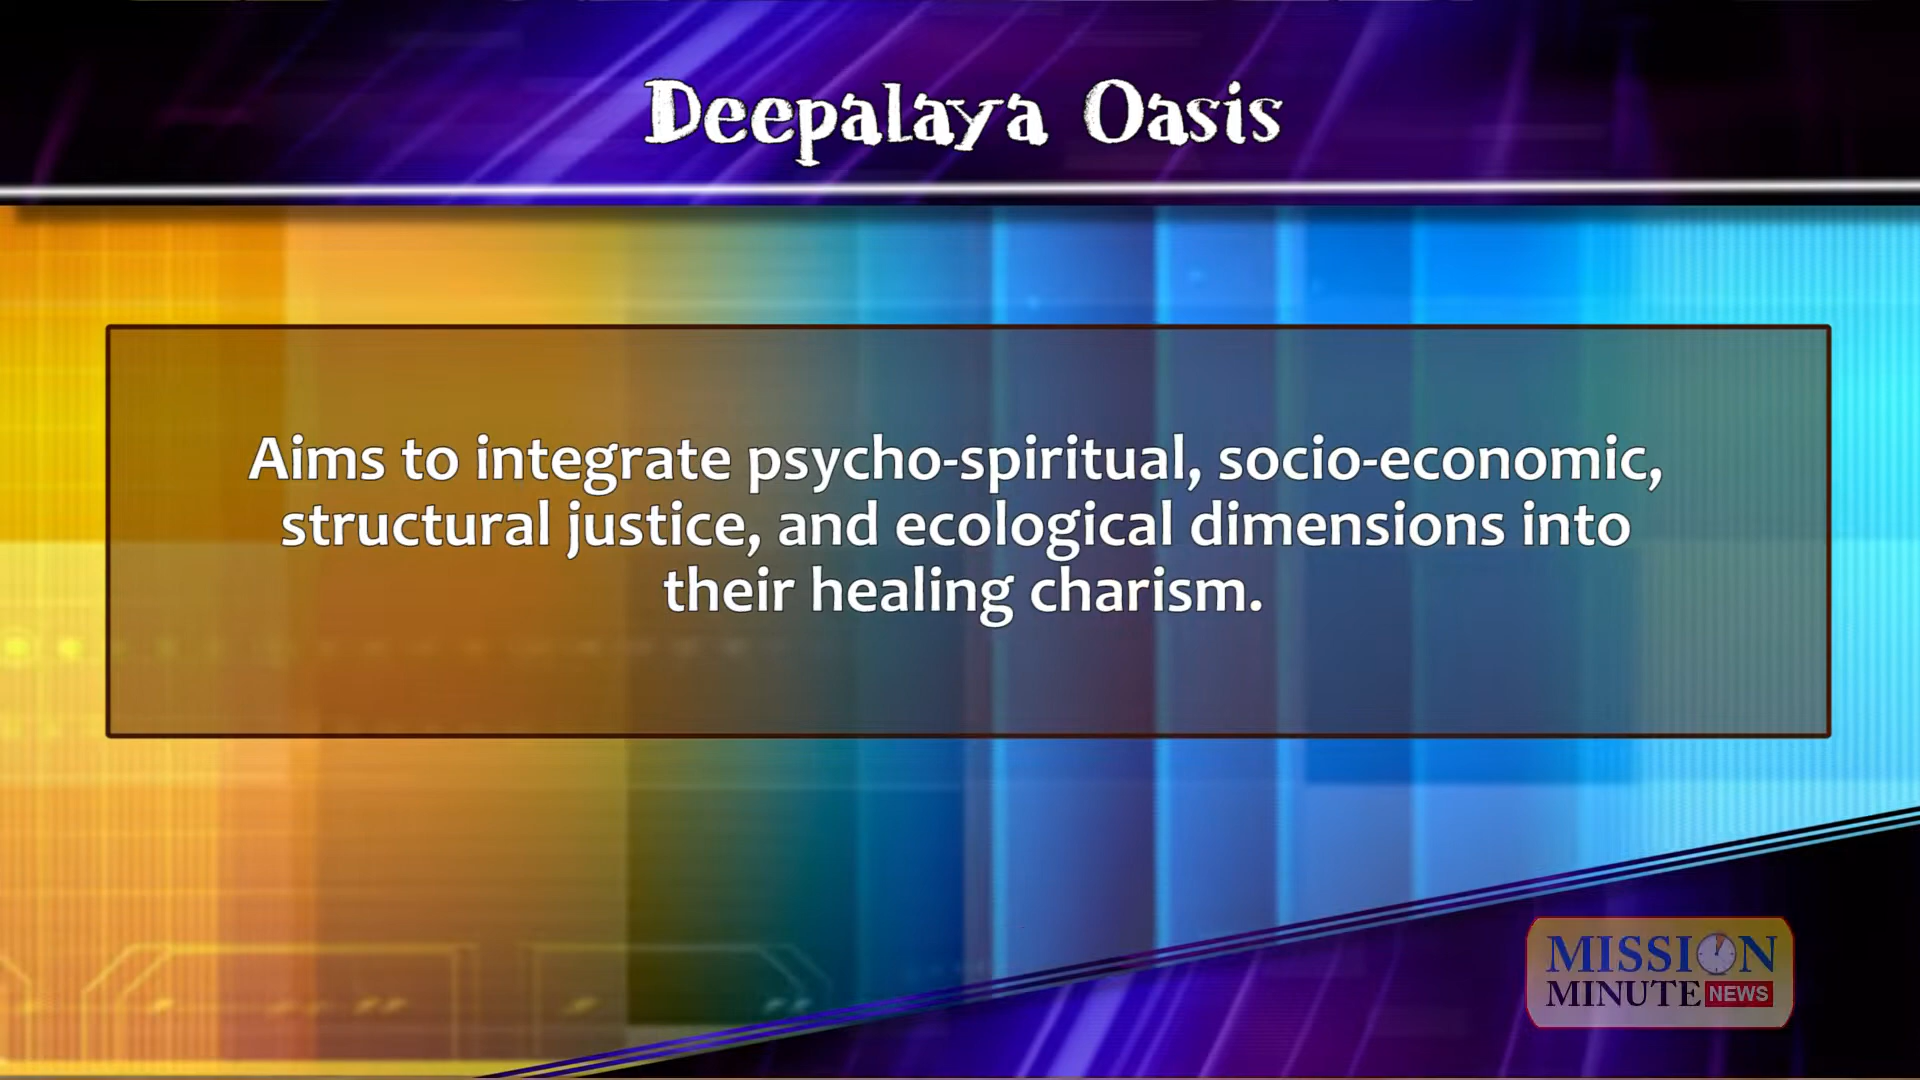 Deepalaya Oasis
Aims to integrate psycho-spiritual, socio-economic,
structural justice, and ecological dimensions into
their healing charism.
MISSION
MINUTE NEWS